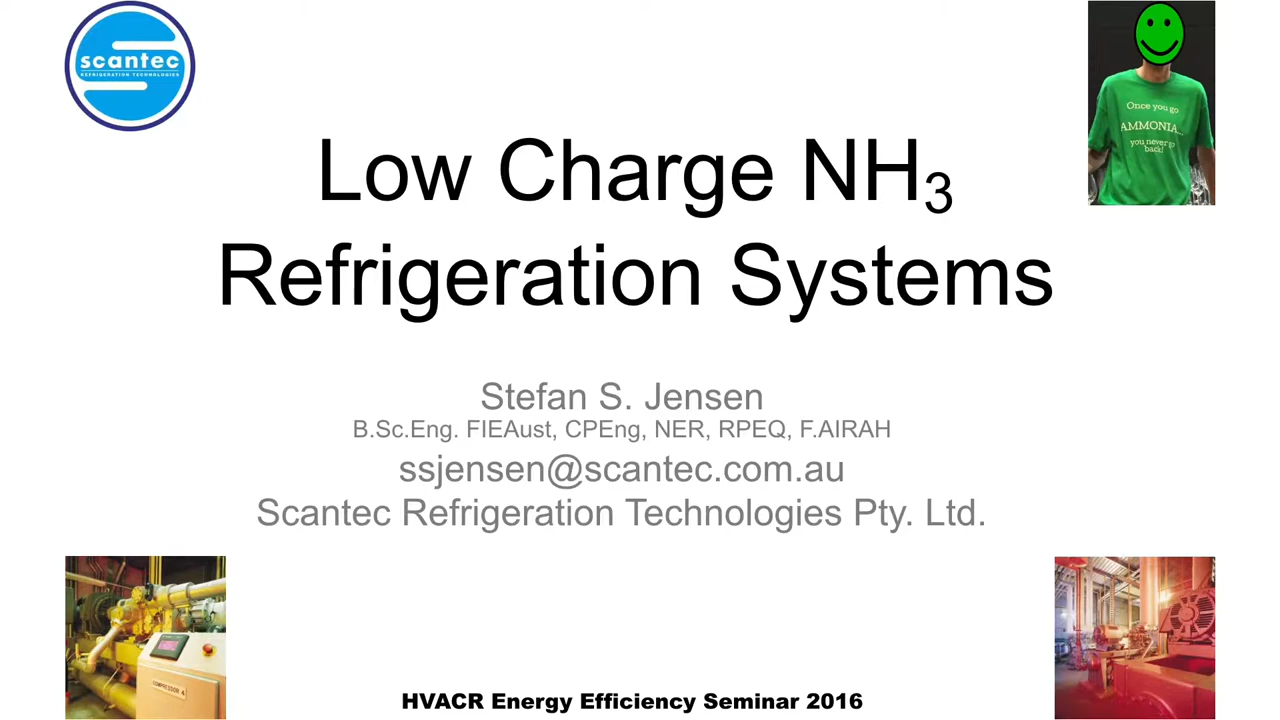 scantec
REFRIGERATION TECHNOLOGIES
Once you go
AMMONIA...
you never go
back!
Low Charge NH₃
Refrigeration Systems
Stefan S. Jensen
B.Sc.Eng. FIEAust, CPEng, NER, RPEQ, F.AIRAH
ssjensen@scantec.com.au
Scantec Refrigeration Technologies Pty. Ltd.
COMPRESSOR 4
HVACR Energy Efficiency Seminar 2016